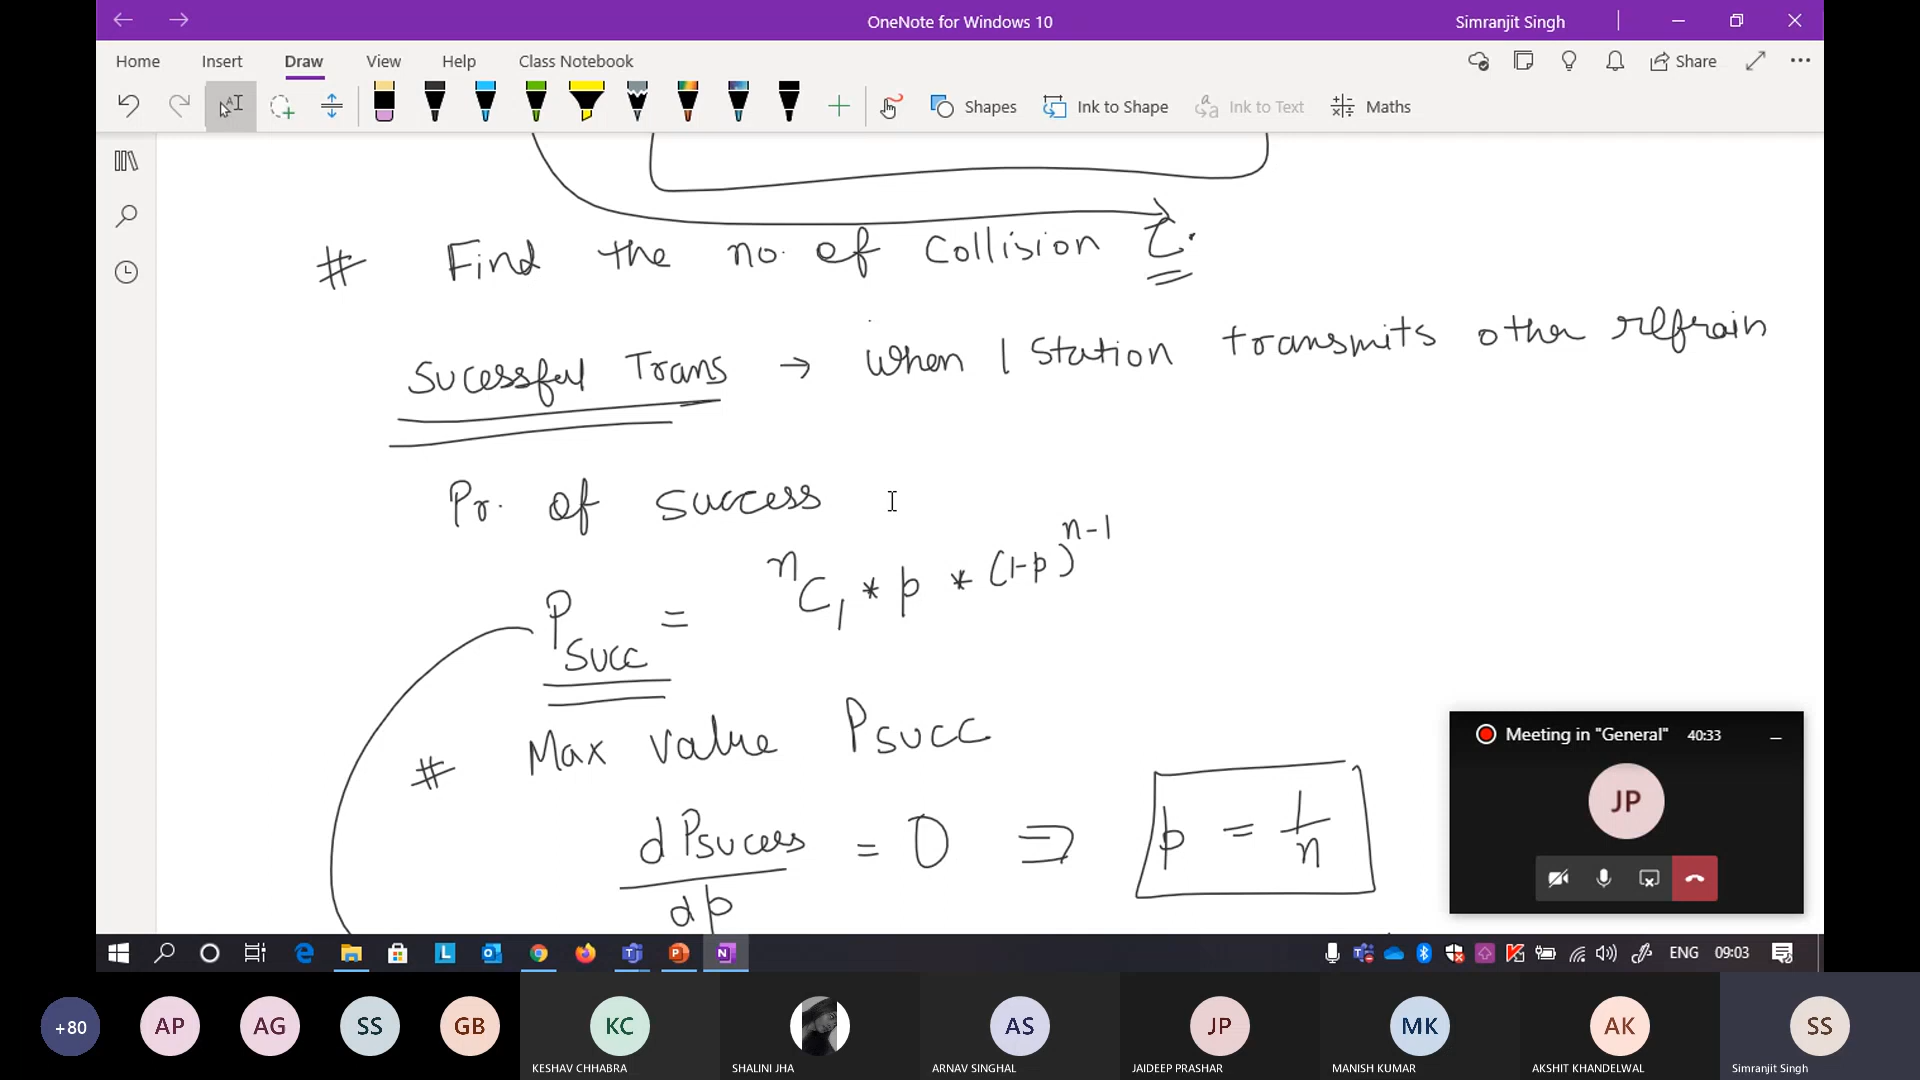 OneNote for Windows 10
Simranjit Singh
Home Insert Draw View Help Class Notebook
Share
Shapes Ink to Shape Ink to Text Maths
# Find the no. of Collision ?.
Sucessful Trans → when 1 Station transmits other refrain
Pr. of success
P_succ = ⁿC₁ * p * (1-p)ⁿ⁻¹
# Max value Psucc
dPsucess/dp = 0 ⇒ p = 1/n
Meeting in "General" 40:33
JP
ENG 09:03
+80 AP AG SS GB KC AS JP MK AK SS
KESHAV CHHABRA SHALINI JHA ARNAV SINGHAL JAIDEEP PRASHAR MANISH KUMAR AKSHIT KHANDELWAL Simranjit Singh